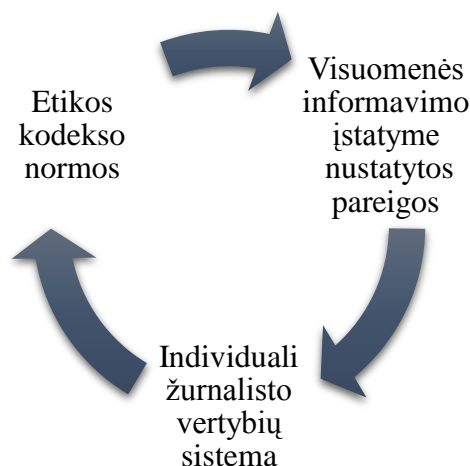 Etikos
kodekso
normos
Visuomenės
informavimo
įstatyme
nustatytos
pareigos
Individuali
žurnalisto
vertybių
sistema